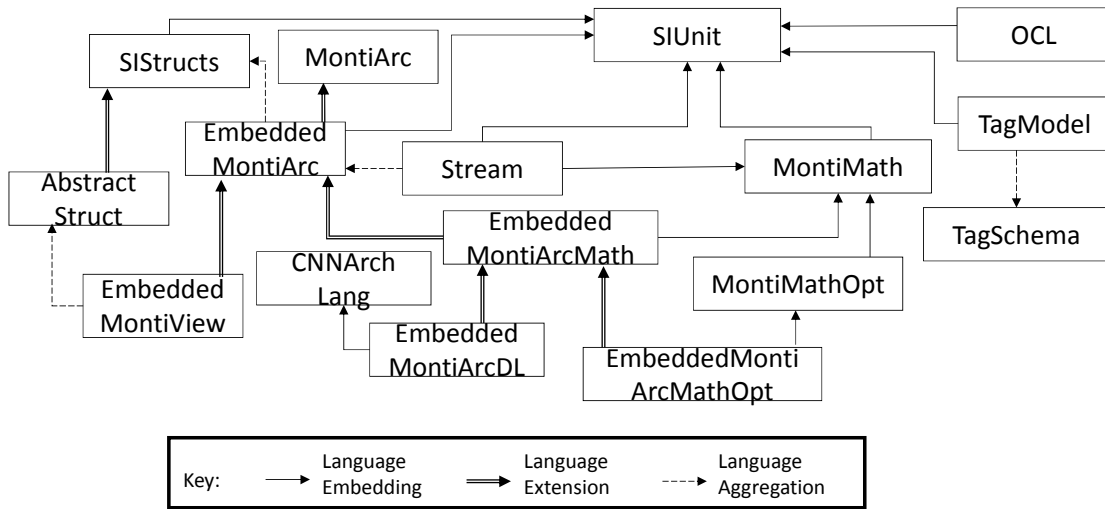 SIUnit
OCL
SIStructs
MontiArc
Embedded
MontiArc
Stream
MontiMath
TagModel
Abstract
Struct
Embedded
MontiArcMath
TagSchema
CNNArch
Lang
MontiMathOpt
Embedded
MontiView
Embedded
MontiArcDL
EmbeddedMonti
ArcMathOpt
Key:
Language
Embedding
Language
Extension
Language
Aggregation